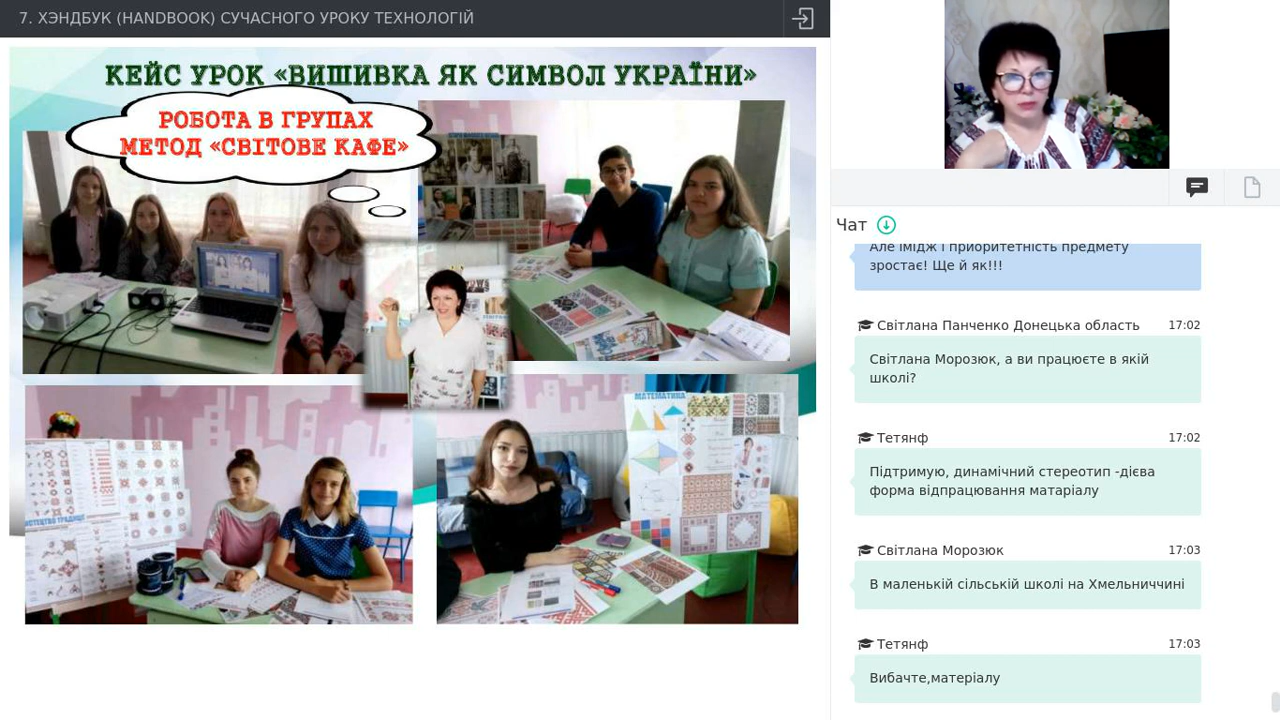 7. ХЭНДБУК (HANDBOOK) СУЧАСНОГО УРОКУ ТЕХНОЛОГІЙ
КЕЙС УРОК «ВИШИВКА ЯК СИМВОЛ УКРАЇНИ»
РОБОТА В ГРУПАХ
МЕТОД «СВІТОВЕ КАФЕ»
МАТЕМАТИКА
Чат
Але імідж і приоритетність предмету
зростає! Ще й як!!!
Світлана Панченко Донецька область 17:02
Світлана Морозюк, а ви працюєте в якій
школі?
Тетянф 17:02
Підтримую, динамічний стереотип -дієва
форма відпрацювання матаріалу
Світлана Морозюк 17:03
В маленькій сільській школі на Хмельниччині
Тетянф 17:03
Вибачте,матеріалу